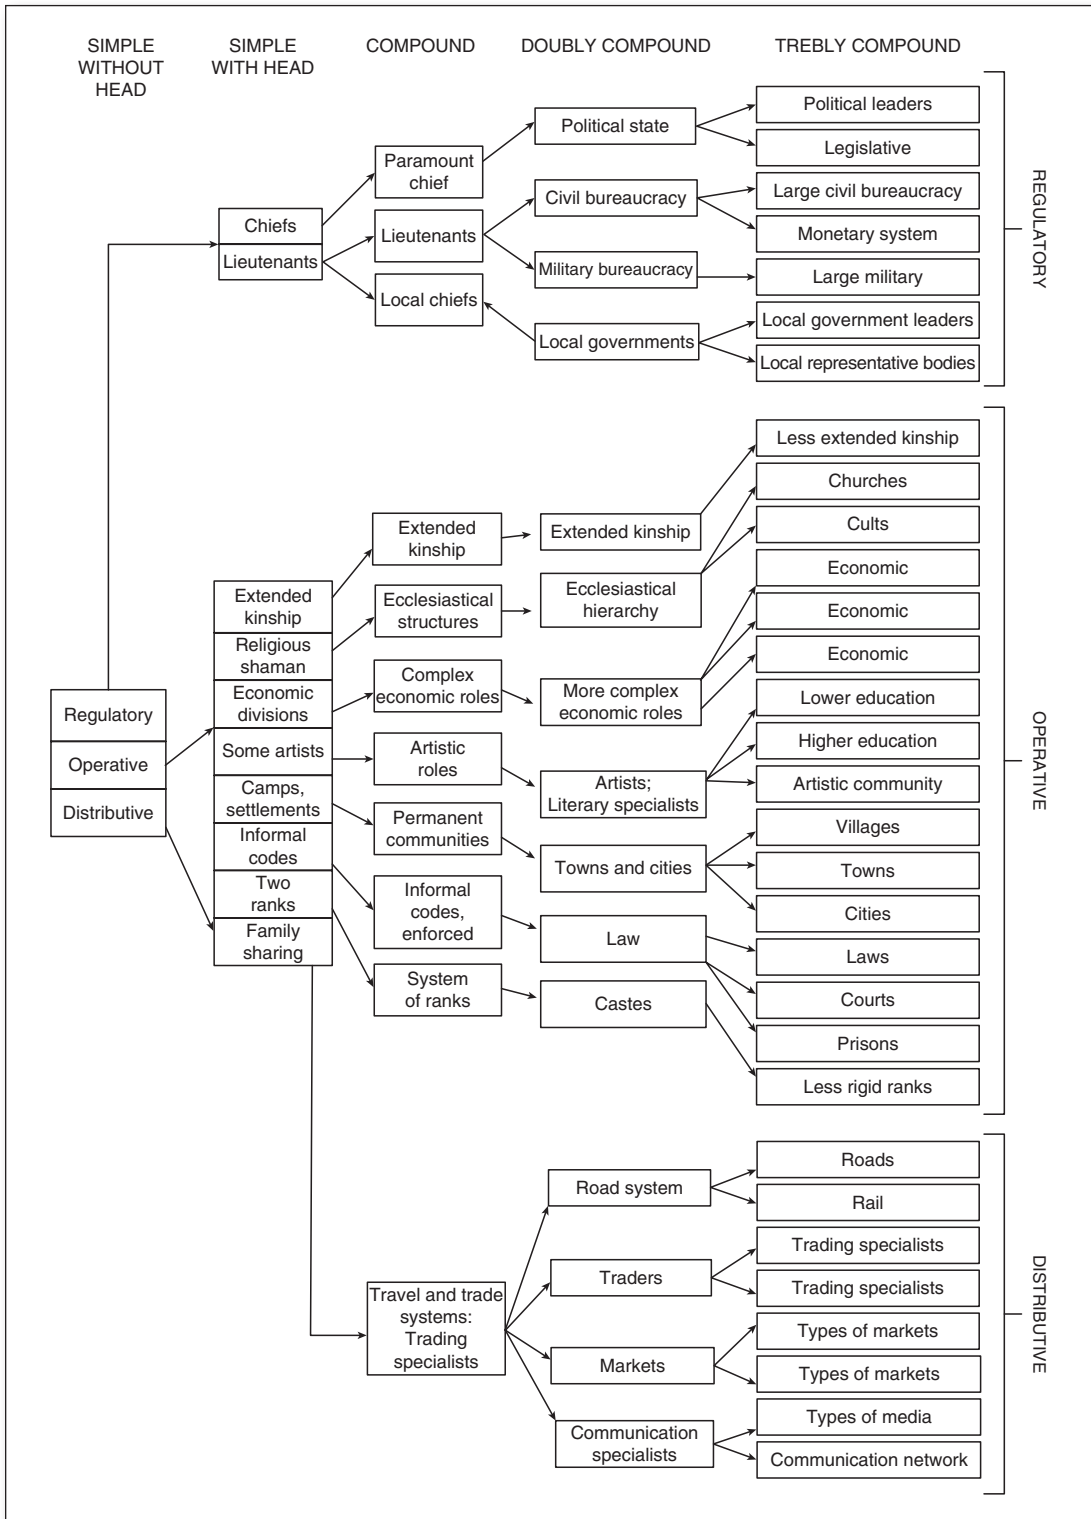 SIMPLE
WITHOUT
HEAD
SIMPLE
WITH HEAD
COMPOUND
DOUBLY COMPOUND
TREBLY COMPOUND
Regulatory
Operative
Distributive
Chiefs
Lieutenants
Extended
kinship
Religious
shaman
Economic
divisions
Some artists
Camps,
settlements
Informal
codes
Two
ranks
Family
sharing
Paramount
chief
Lieutenants
Local chiefs
Extended
kinship
Ecclesiastical
structures
Complex
economic roles
Artistic
roles
Permanent
communities
Informal
codes,
enforced
System
of ranks
Travel and trade
systems:
Trading
specialists
Political state
Civil bureaucracy
Military bureaucracy
Local governments
Extended kinship
Ecclesiastical
hierarchy
More complex
economic roles
Artists;
Literary specialists
Towns and cities
Law
Castes
Road system
Traders
Markets
Communication
specialists
Political leaders
Legislative
Large civil bureaucracy
Monetary system
Large military
Local government leaders
Local representative bodies
Less extended kinship
Churches
Cults
Economic
Economic
Economic
Lower education
Higher education
Artistic community
Villages
Towns
Cities
Laws
Courts
Prisons
Less rigid ranks
Roads
Rail
Trading specialists
Trading specialists
Types of markets
Types of markets
Types of media
Communication network
REGULATORY
OPERATIVE
DISTRIBUTIVE